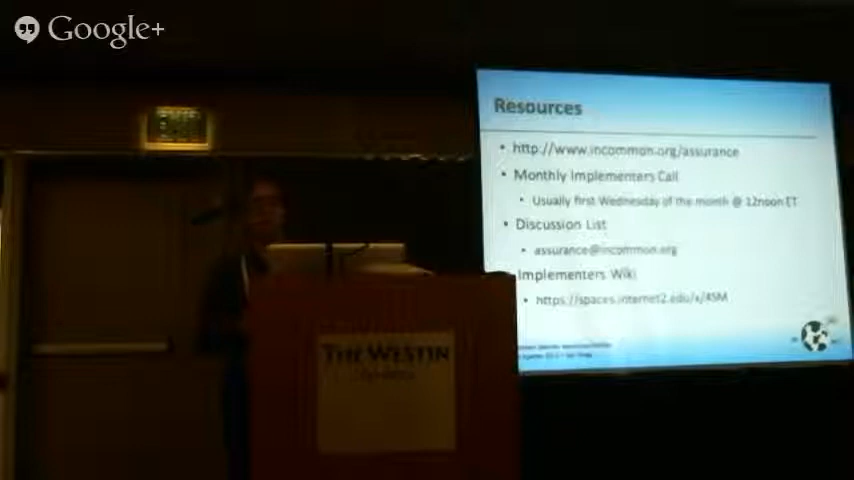 Google+
Resources
• http://www.incommon.org/assurance
• Monthly Implementers Call
• Usually first Wednesday of the month @ 12noon ET
• Discussion List
• assurance@incommon.org
Implementers Wiki
• https://spaces.internet2.edu/x/4SM
THE WESTIN